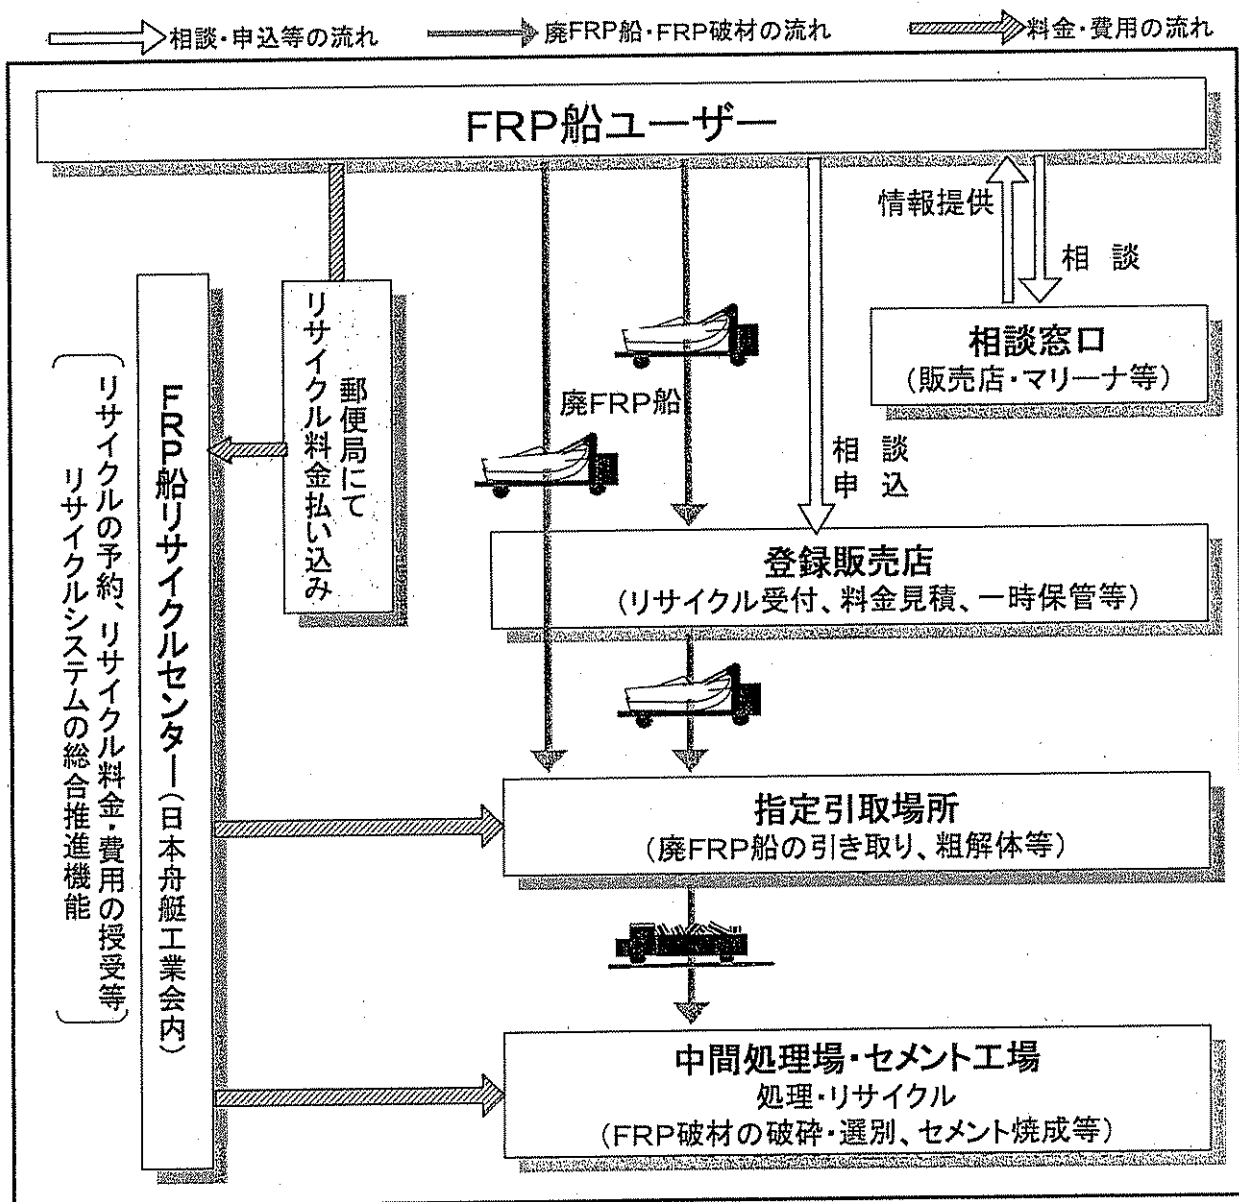 相談・申込等の流れ
廃FRP船・FRP破材の流れ
料金・費用の流れ
FRP船ユーザー
情報提供
相 談
相談窓口
(販売店・マリーナ等)
郵便局にて
リサイクル料金払い込み
廃FRP船
相 談
申 込
登録販売店
(リサイクル受付、料金見積、一時保管等)
FRP船リサイクルセンター(日本舟艇工業会内)
リサイクルの予約、リサイクル料金・費用の授受等
リサイクルシステムの総合推進機能
指定引取場所
(廃FRP船の引き取り、粗解体等)
中間処理場・セメント工場
処理・リサイクル
(FRP破材の破砕・選別、セメント焼成等)